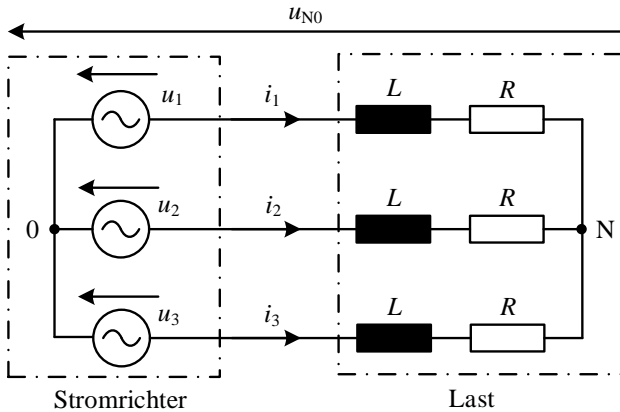 u_N0
u_1 i_1 L R
0 u_2 i_2 L R N
u_3 i_3 L R
Stromrichter Last